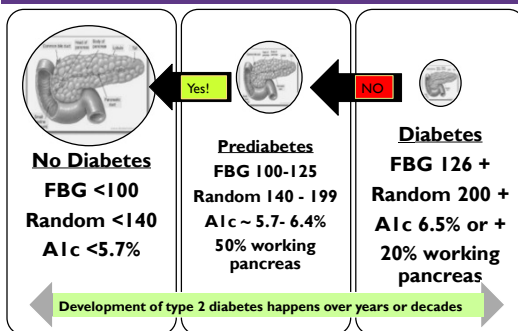 Yes!
NO
No Diabetes
FBG <100
Random <140
A1c <5.7%
Prediabetes
FBG 100-125
Random 140 - 199
A1c ~ 5.7- 6.4%
50% working
pancreas
Diabetes
FBG 126 +
Random 200 +
A1c 6.5% or +
20% working
pancreas
Development of type 2 diabetes happens over years or decades